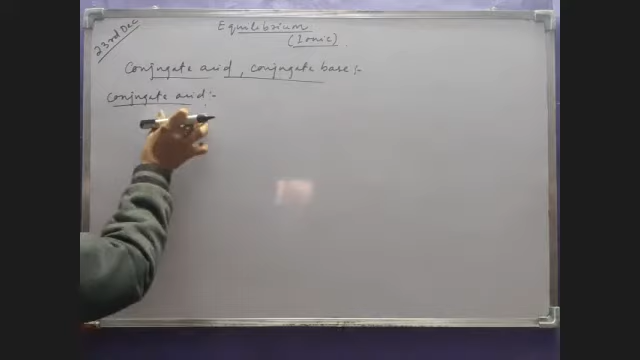 23rd Dec
Equilibrium
(Ionic)
Conjugate acid, conjugate base :-
Conjugate acid :-